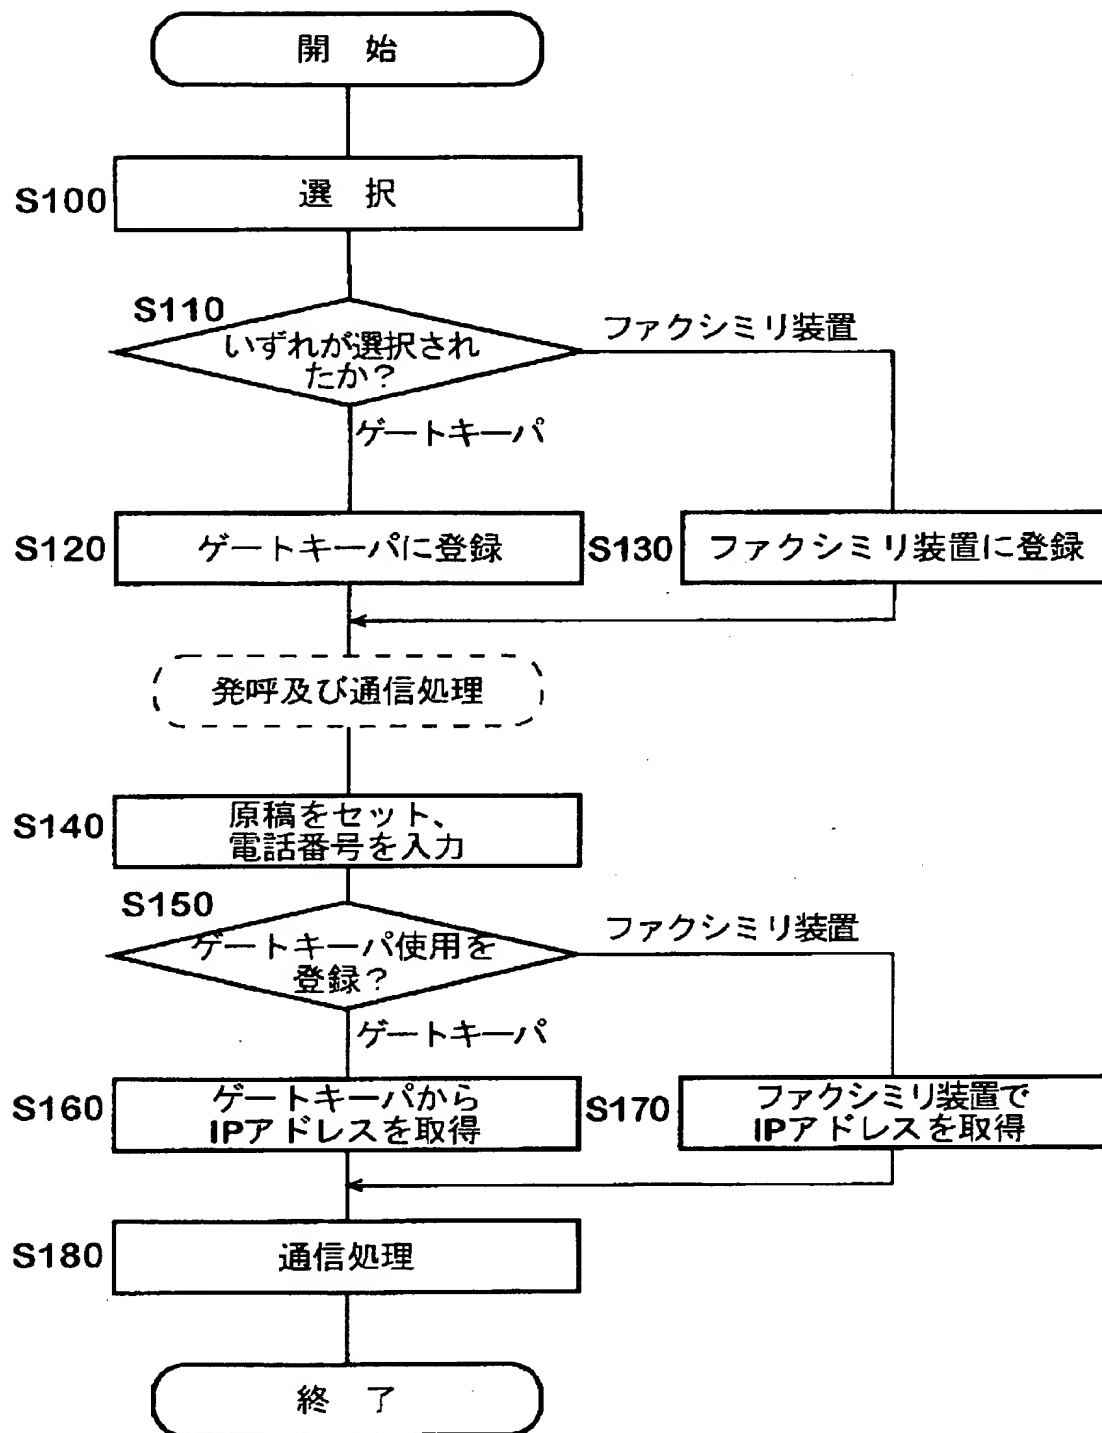 開 始
S100
選 択
S110
いずれが選択され
たか?
ファクシミリ装置
ゲートキーパ
S120
ゲートキーパに登録
S130
ファクシミリ装置に登録
発呼及び通信処理
S140
原稿をセット、
電話番号を入力
S150
ゲートキーパ使用を
登録?
ファクシミリ装置
ゲートキーパ
S160
ゲートキーパから
IPアドレスを取得
S170
ファクシミリ装置で
IPアドレスを取得
S180
通信処理
終 了